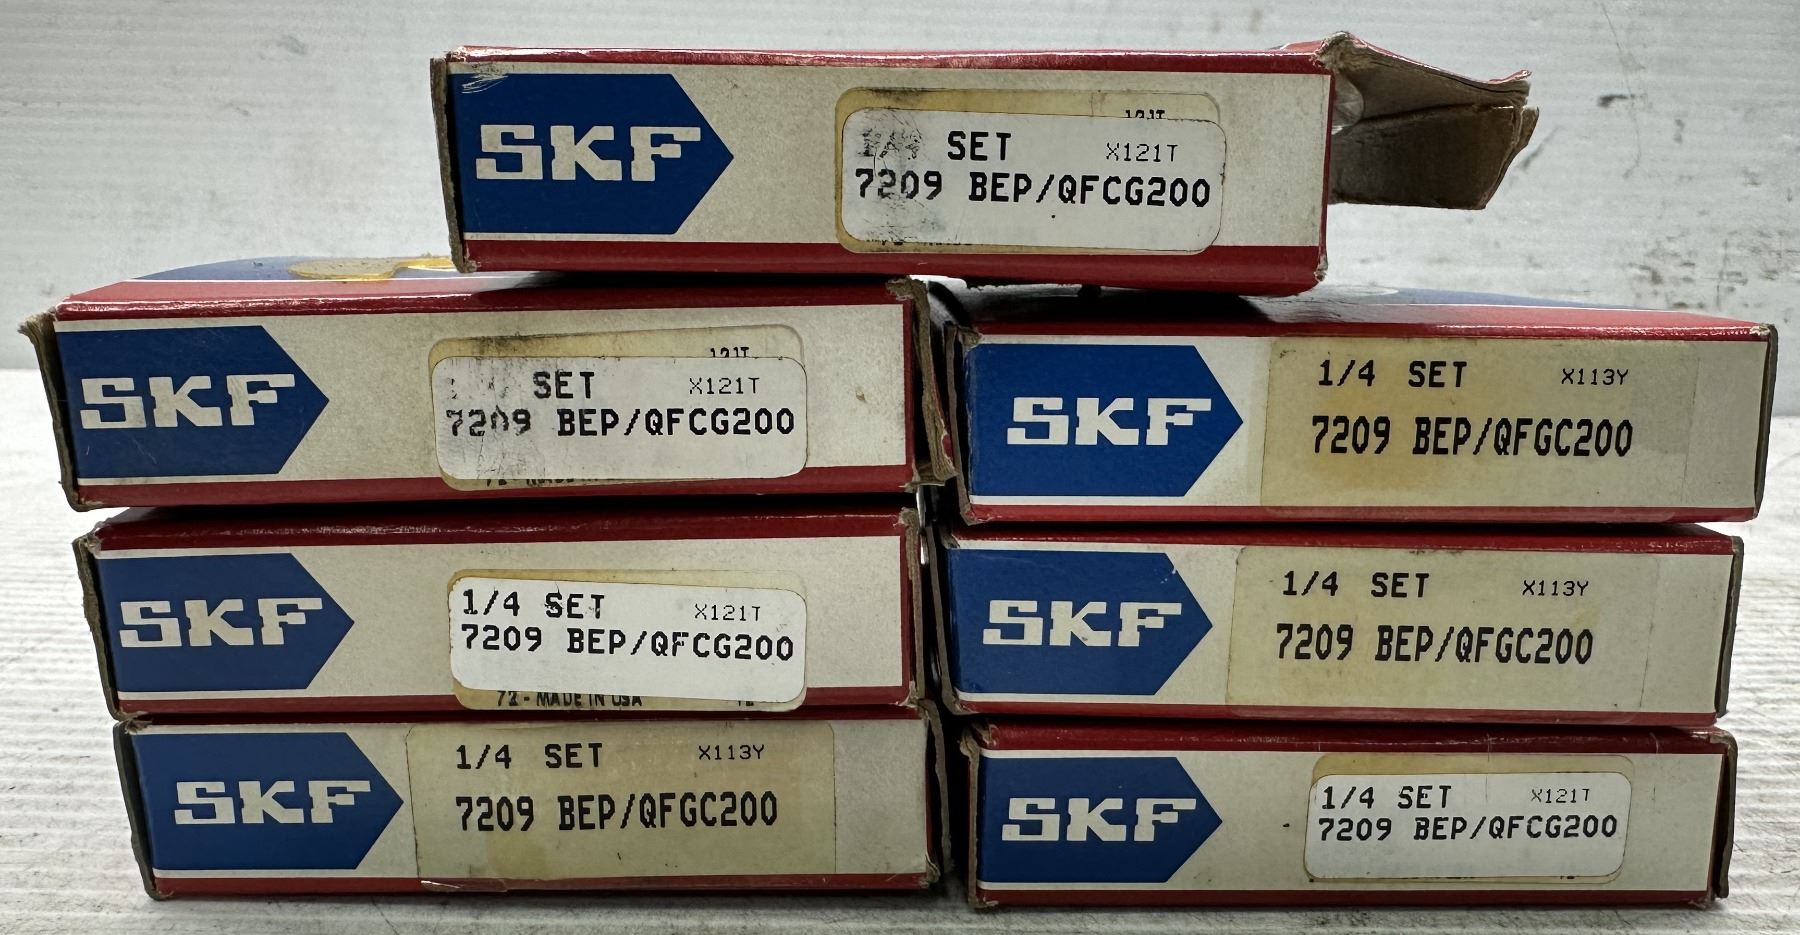 SKF
121T
SET X121T
7209 BEP/QFCG200
SKF
121T
SET X121T
7209 BEP/QFCG200
SKF
1/4 SET X113Y
7209 BEP/QFGC200
SKF
1/4 SET X121T
7209 BEP/QFCG200
72 - MADE IN USA
SKF
1/4 SET X113Y
7209 BEP/QFGC200
SKF
1/4 SET X113Y
7209 BEP/QFGC200
SKF
1/4 SET X121T
7209 BEP/QFCG200